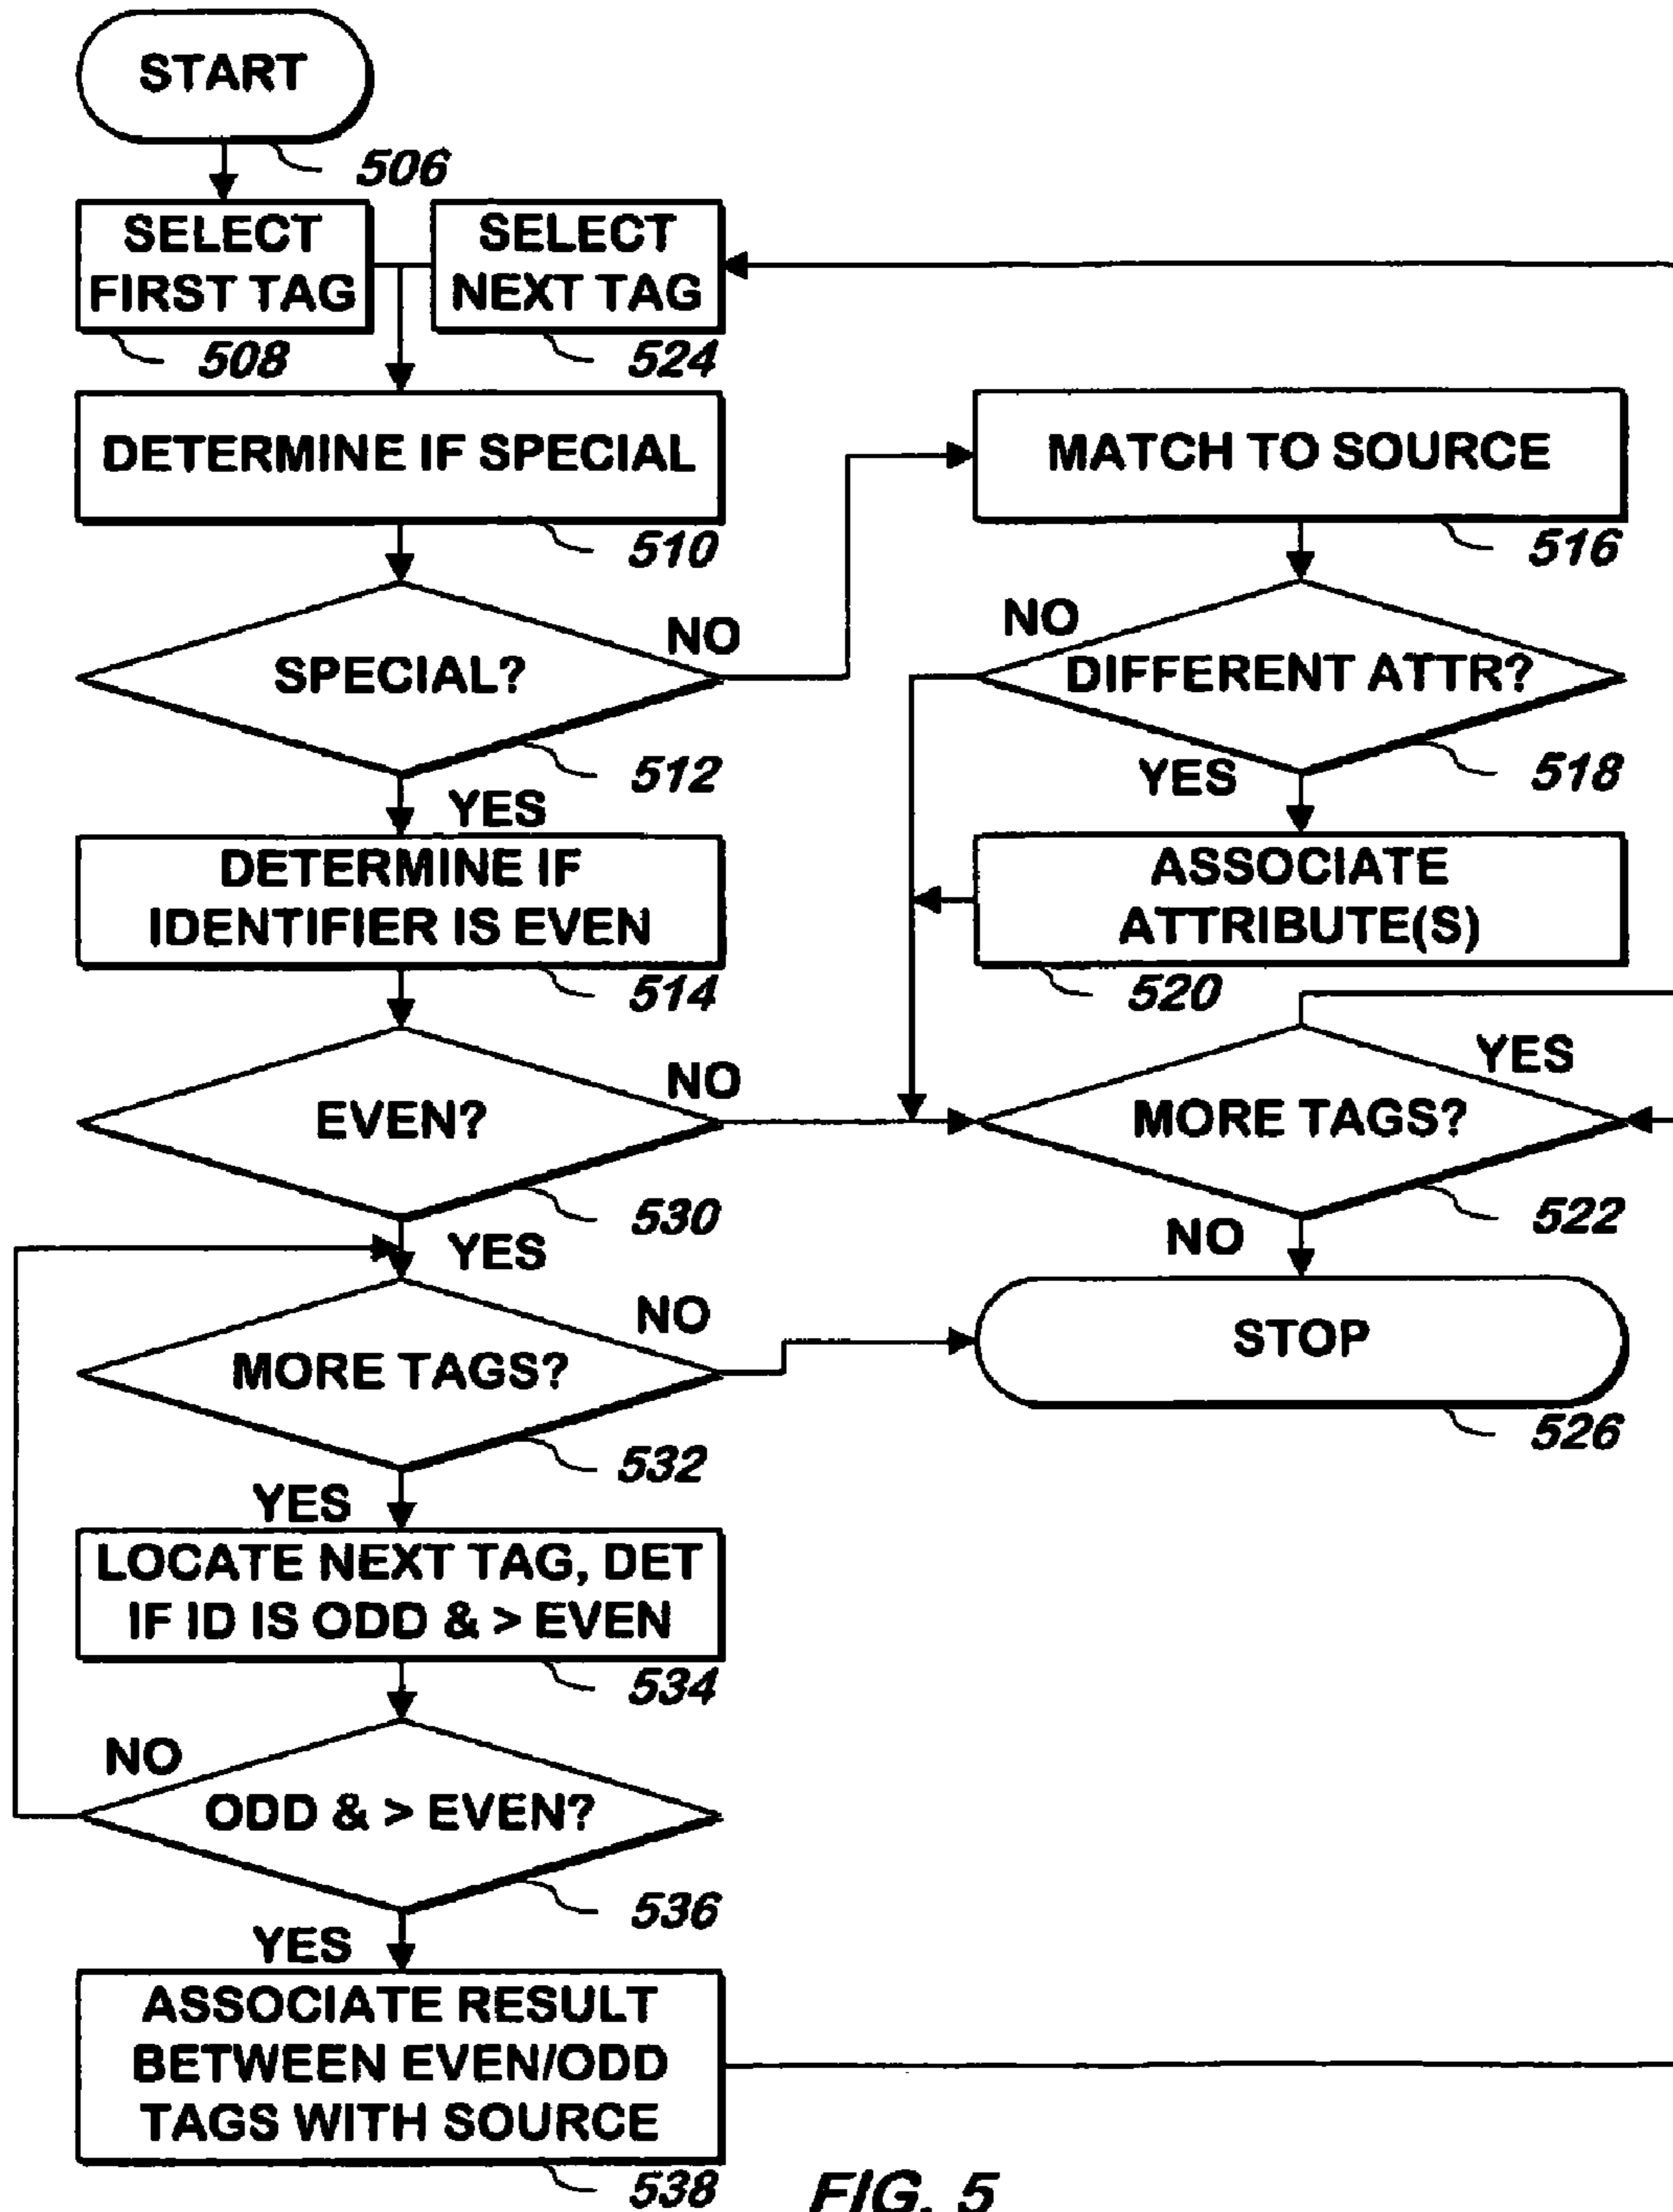 START
506
SELECT
FIRST TAG
508
SELECT
NEXT TAG
524
DETERMINE IF SPECIAL
510
SPECIAL?
NO
512
YES
MATCH TO SOURCE
516
NO
DIFFERENT ATTR?
518
YES
DETERMINE IF
IDENTIFIER IS EVEN
514
ASSOCIATE
ATTRIBUTE(S)
520
EVEN?
NO
530
YES
MORE TAGS?
YES
522
NO
MORE TAGS?
NO
532
YES
STOP
526
LOCATE NEXT TAG, DET
IF ID IS ODD & > EVEN
534
NO
ODD & > EVEN?
536
YES
ASSOCIATE RESULT
BETWEEN EVEN/ODD
TAGS WITH SOURCE
538
FIG. 5